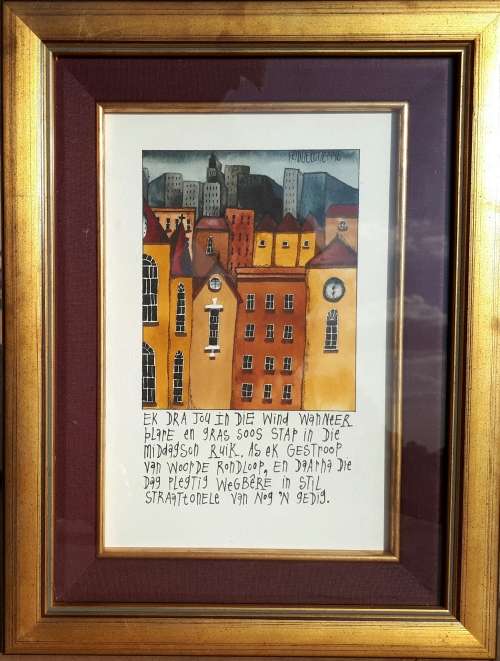 EK DRA JOU IN DIE WIND WANNEER
blare en gras soos stap in die
middagson ruik. As ek GESTROOP
van woorde rondloop, en daarna die
dag plegtig wegbêre in stil
STRAATTONELE van nog 'n gedig.